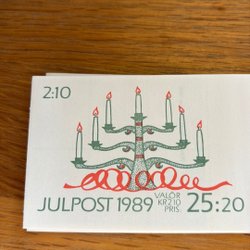 2:10
JULPOST 1989 VALÖR
KR 2.10
PRIS: 25:20